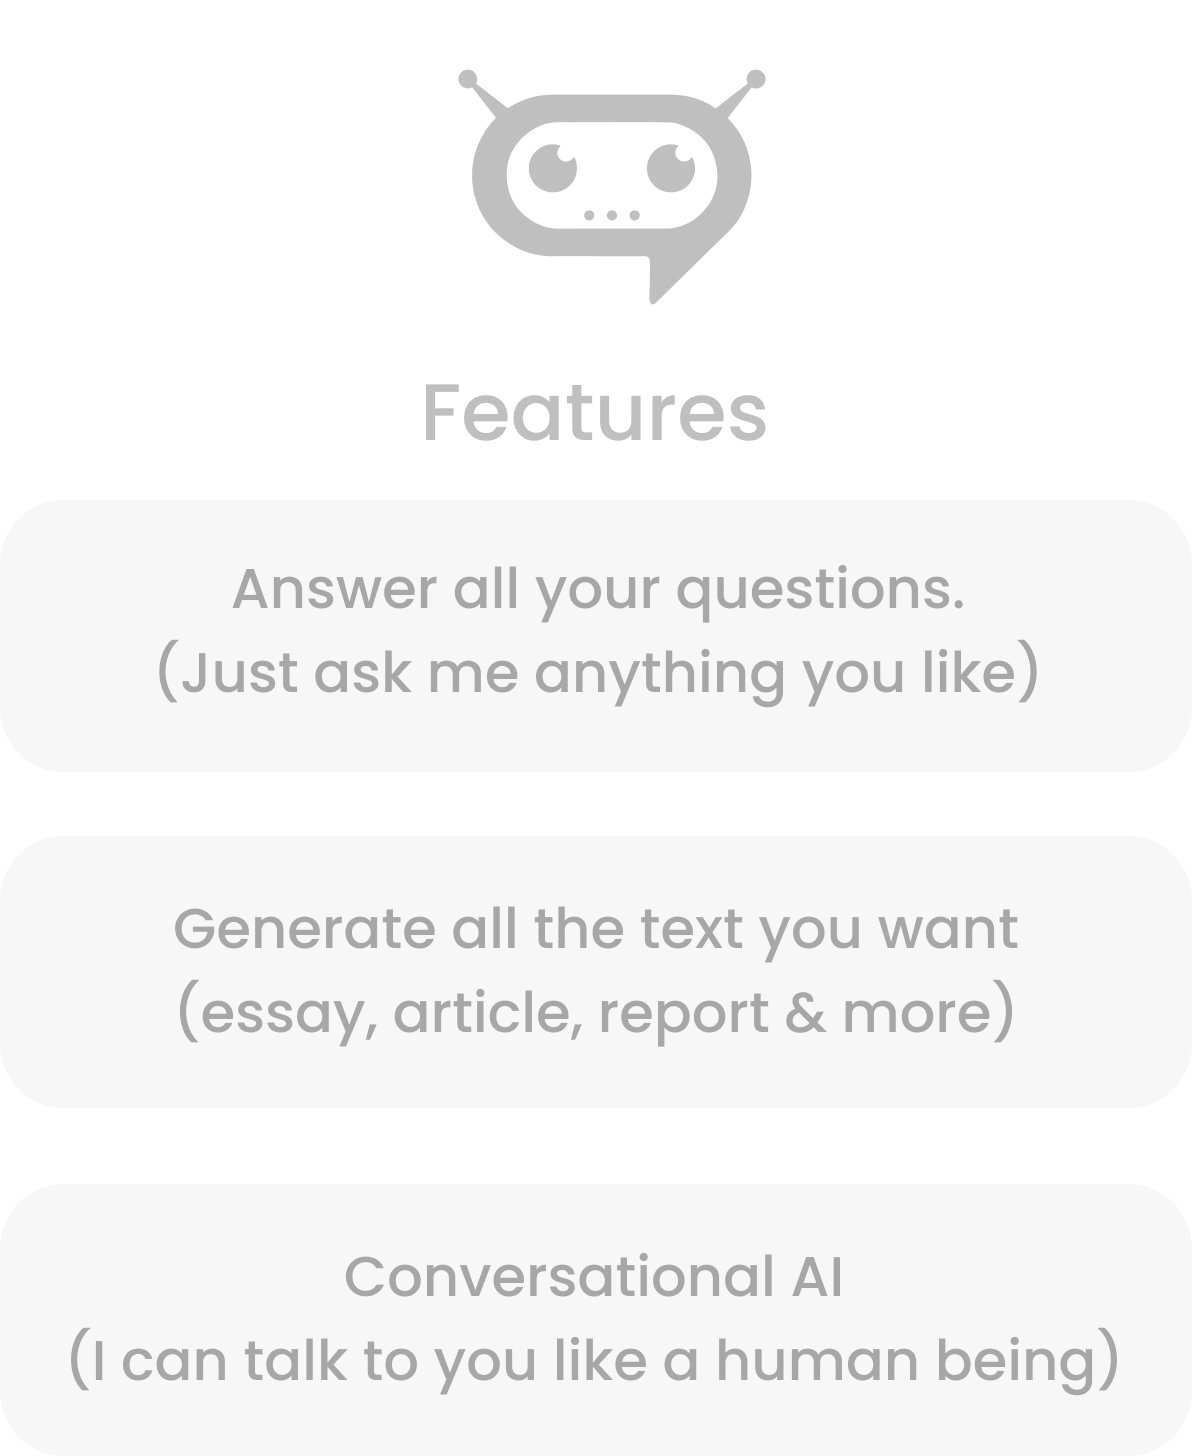 Features
Answer all your questions.
(Just ask me anything you like)
Generate all the text you want
(essay, article, report & more)
Conversational AI
(I can talk to you like a human being)